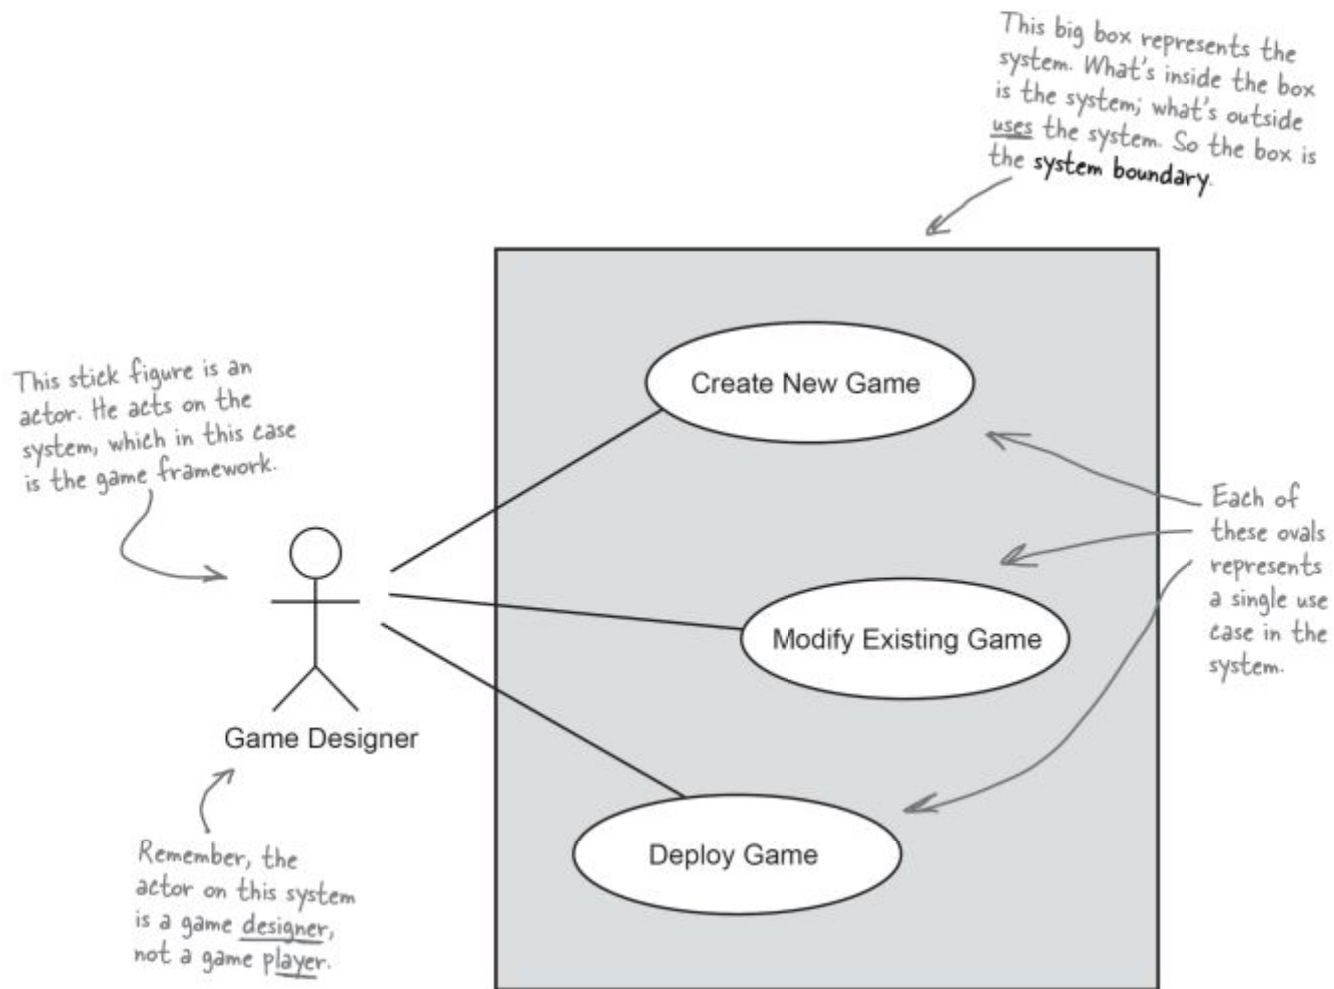 This big box represents the
system. What's inside the box
is the system; what's outside
uses the system. So the box is
the system boundary.
Create New Game
This stick figure is an
actor. He acts on the
system, which in this case
is the game framework.
Each of
these ovals
represents
a single use
case in the
system.
Modify Existing Game
Game Designer
Deploy Game
Remember, the
actor on this system
is a game designer,
not a game player.